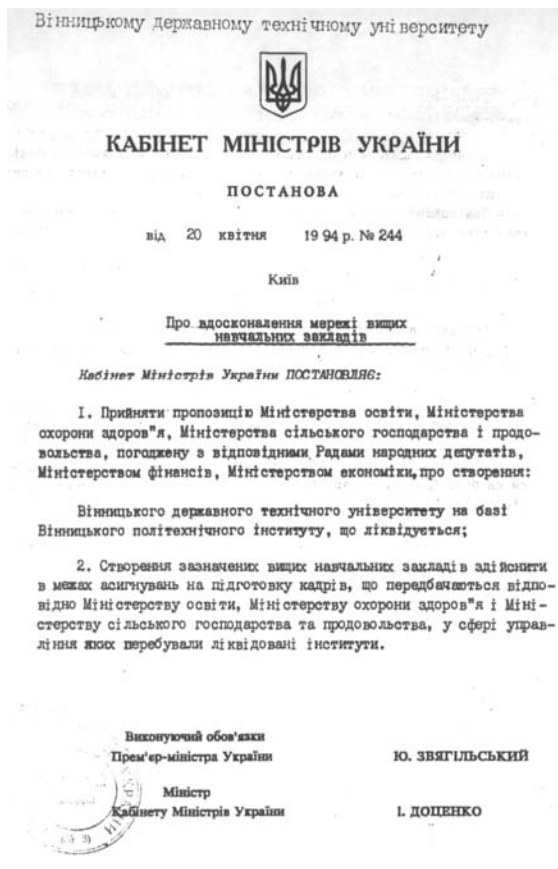 Вінницькому державному технічному університету
КАБІНЕТ МІНІСТРІВ УКРАЇНИ
ПОСТАНОВА
від 20 квітня 19 94 р. № 244
Київ
Про вдосконалення мережі вищих
навчальних закладів
Кабінет Міністрів України ПОСТАНОВЛЯЄ:
I. Прийняти пропозицію Міністерства освіти, Міністерства
охорони здоров"я, Міністерства сільського господарства і продо-
вольства, погоджену з відповідними Радами народних депутатів,
Міністерством фінансів, Міністерством економіки, про створення:
Вінницького державного технічного університету на базі
Вінницького політехнічного інституту, що ліквідується;
2. Створення зазначених вищих навчальних закладів здійснити
в межах асигнувань на підготовку кадрів, що передбачаються відпо-
відно Міністерству освіти, Міністерству охорони здоров"я і Міні-
стерству сільського господарства та продовольства, у сфері управ-
ління яких перебували ліквідовані інститути.
Виконуючий обов'язки
Прем'єр-міністра України Ю. ЗВЯГІЛЬСЬКИЙ
Міністр
Кабінету Міністрів України І. ДОЦЕНКО